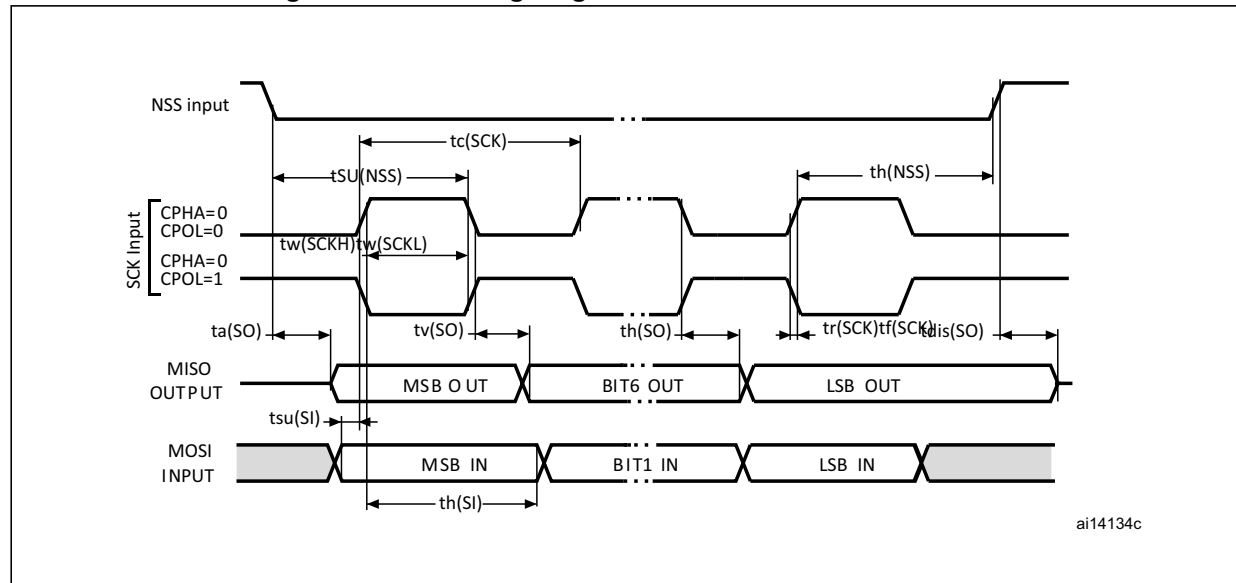 NSS input
tc(SCK)
tSU(NSS)
th(NSS)
SCK Input
CPHA=0
CPOL=0
tw(SCKH)tw(SCKL)
CPHA=0
CPOL=1
ta(SO)
tv(SO)
th(SO)
tr(SCK)tf(SCK)
tdis(SO)
MISO
OUTPUT
MSB OUT
BIT6 OUT
LSB OUT
tsu(SI)
MOSI
INPUT
MSB IN
BIT1 IN
LSB IN
th(SI)
ai14134c